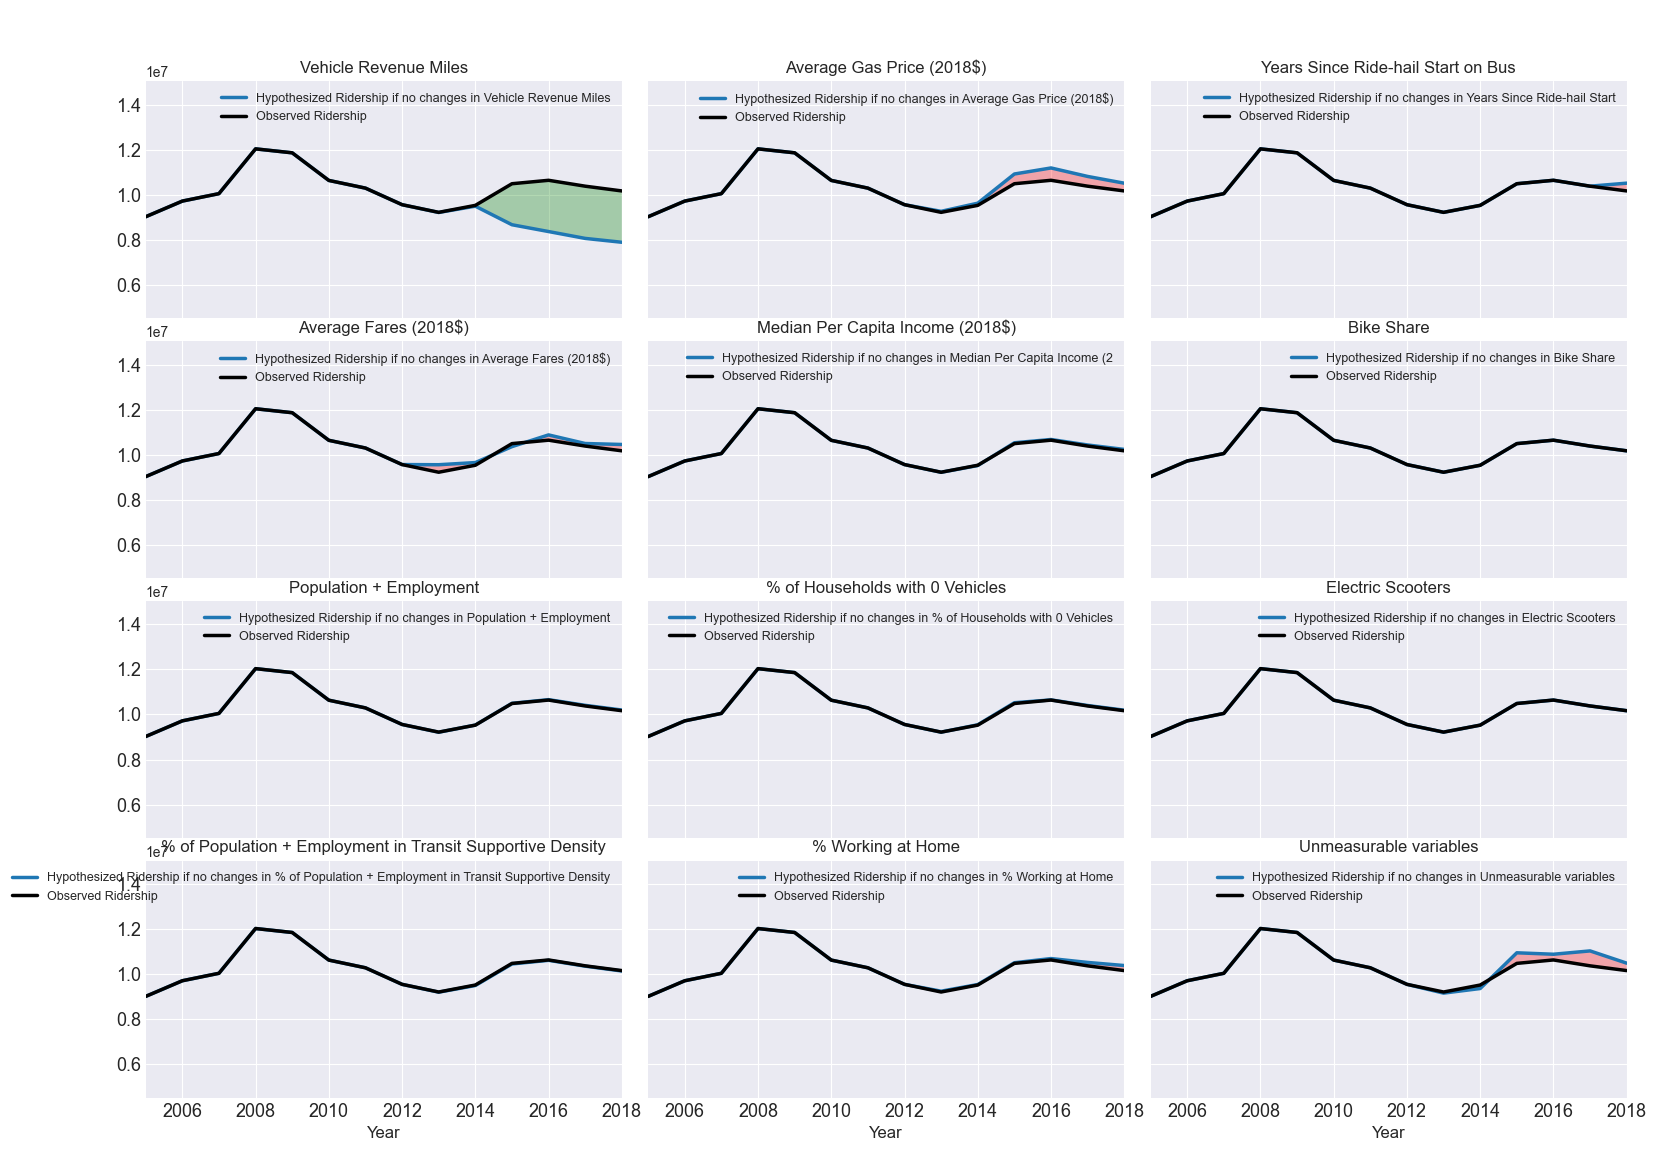 Vehicle Revenue Miles
1e7
Hypothesized Ridership if no changes in Vehicle Revenue Miles
Observed Ridership
1.4
1.2
1.0
0.8
0.6
Average Gas Price (2018$)
Hypothesized Ridership if no changes in Average Gas Price (2018$)
Observed Ridership
Years Since Ride-hail Start on Bus
Hypothesized Ridership if no changes in Years Since Ride-hail Start
Observed Ridership
Average Fares (2018$)
1e7
Hypothesized Ridership if no changes in Average Fares (2018$)
Observed Ridership
1.4
1.2
1.0
0.8
0.6
Median Per Capita Income (2018$)
Hypothesized Ridership if no changes in Median Per Capita Income (2
Observed Ridership
Bike Share
Hypothesized Ridership if no changes in Bike Share
Observed Ridership
Population + Employment
1e7
Hypothesized Ridership if no changes in Population + Employment
Observed Ridership
1.4
1.2
1.0
0.8
0.6
% of Households with 0 Vehicles
Hypothesized Ridership if no changes in % of Households with 0 Vehicles
Observed Ridership
Electric Scooters
Hypothesized Ridership if no changes in Electric Scooters
Observed Ridership
% of Population + Employment in Transit Supportive Density
1e7
Hypothesized Ridership if no changes in % of Population + Employment in Transit Supportive Density
Observed Ridership
1.4
1.2
1.0
0.8
0.6
2006 2008 2010 2012 2014 2016 2018
Year
% Working at Home
Hypothesized Ridership if no changes in % Working at Home
Observed Ridership
2006 2008 2010 2012 2014 2016 2018
Year
Unmeasurable variables
Hypothesized Ridership if no changes in Unmeasurable variables
Observed Ridership
2006 2008 2010 2012 2014 2016 2018
Year